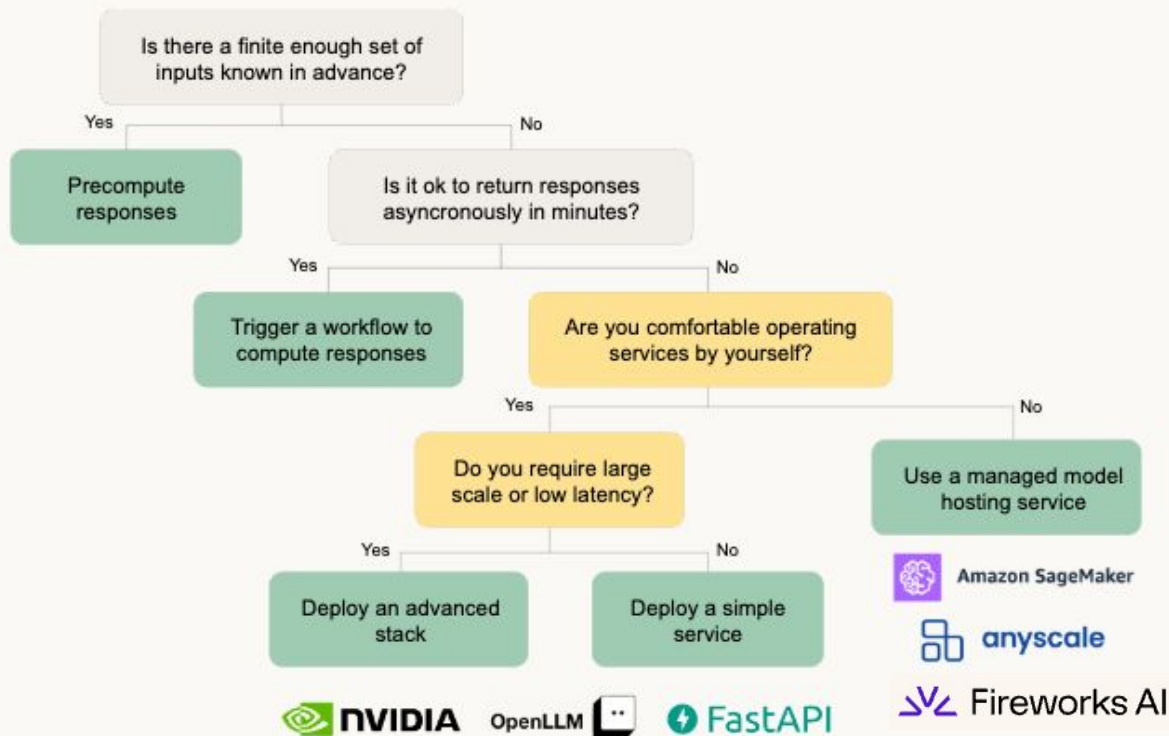 Is there a finite enough set of
inputs known in advance?
Yes
No
Precompute
responses
Is it ok to return responses
asyncronously in minutes?
Yes
No
Trigger a workflow to
compute responses
Are you comfortable operating
services by yourself?
Yes
No
Do you require large
scale or low latency?
Use a managed model
hosting service
Yes
No
Deploy an advanced
stack
Deploy a simple
service
Amazon SageMaker
anyscale
Fireworks AI
NVIDIA
OpenLLM
FastAPI